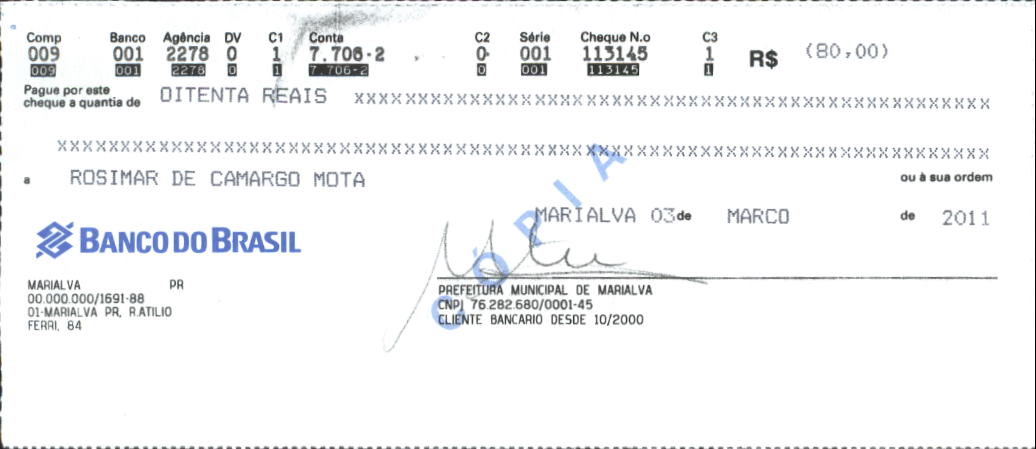 Comp Banco Agência DV C1 Conta C2 Série Cheque N.o C3
009 001 2278 0 1 7.706-2 0 001 113145 1 R$ (80,00)
009 001 2278 0 1 7.706-2 0 001 113145 1
Pague por este
cheque a quantia de OITENTA REAIS XXXXXXXXXXXXXXXXXXXXXXXXXXXXXXXXXXXXXXXXXXXXXXXXXX
XXXXXXXXXXXXXXXXXXXXXXXXXXXXXXXXXXXXXXXXXXXXXXXXXXXXXXXXXXXXXXXXXXXXXXXXX
a ROSIMAR DE CAMARGO MOTA ou à sua ordem
MARIALVA 03 de MARCO de 2011
CÓPIA
BANCO DO BRASIL
MARIALVA PR
00.000.000/1691-88
01-MARIALVA PR, R.ATILIO
FERRI, 84
PREFEITURA MUNICIPAL DE MARIALVA
CNPJ 76.282.680/0001-45
CLIENTE BANCARIO DESDE 10/2000